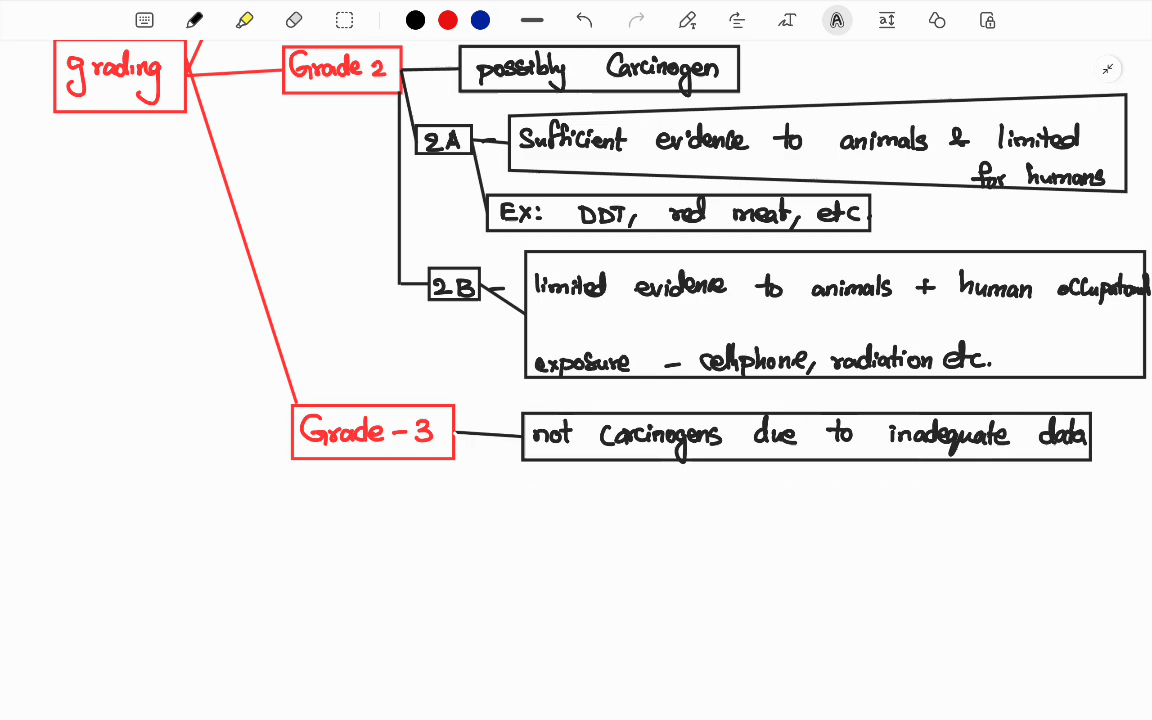 grading
Grade 2
possibly Carcinogen
2A
Sufficient evidence to animals & limited
for humans
Ex: DDT, red meat, etc.
2B
limited evidence to animals + human
exposure - cellphone, radiation etc.
Grade - 3
not Carcinogens due to inadequate data